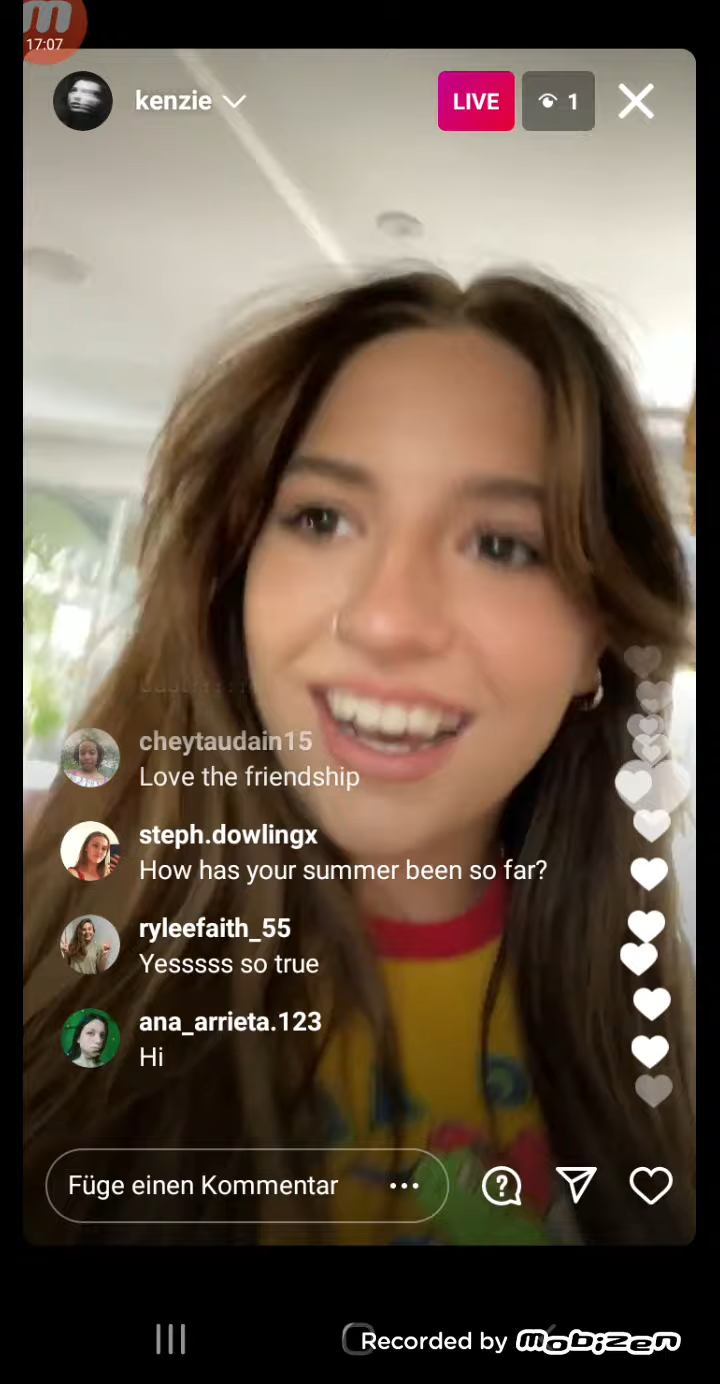 17:07
kenzie
LIVE
1
cheytaudain15
Love the friendship
steph.dowlingx
How has your summer been so far?
ryleefaith_55
Yesssss so true
ana_arrieta.123
Hi
Füge einen Kommentar
Recorded by mobizen